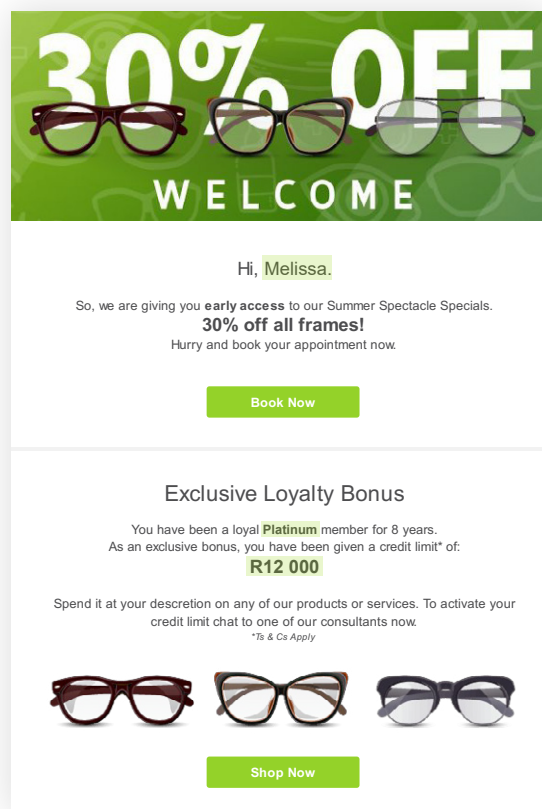 30% OFF
WELCOME
Hi, Melissa.
So, we are giving you early access to our Summer Spectacle Specials.
30% off all frames!
Hurry and book your appointment now.
Book Now
Exclusive Loyalty Bonus
You have been a loyal Platinum member for 8 years.
As an exclusive bonus, you have been given a credit limit* of:
R12 000
Spend it at your descretion on any of our products or services. To activate your
credit limit chat to one of our consultants now.
*Ts & Cs Apply
Shop Now